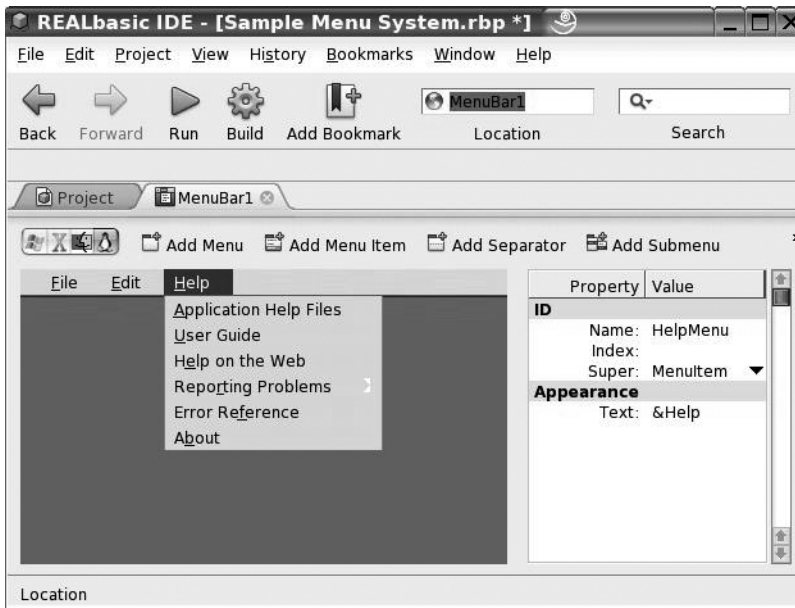 REALbasic IDE - [Sample Menu System.rbp *]
File Edit Project View History Bookmarks Window Help
MenuBar1
Back Forward Run Build Add Bookmark Location Search
Project MenuBar1
Add Menu Add Menu Item Add Separator Add Submenu
File Edit Help
Application Help Files
User Guide
Help on the Web
Reporting Problems
Error Reference
About
Property Value
ID
Name: HelpMenu
Index:
Super: MenuItem
Appearance
Text: &Help
Location